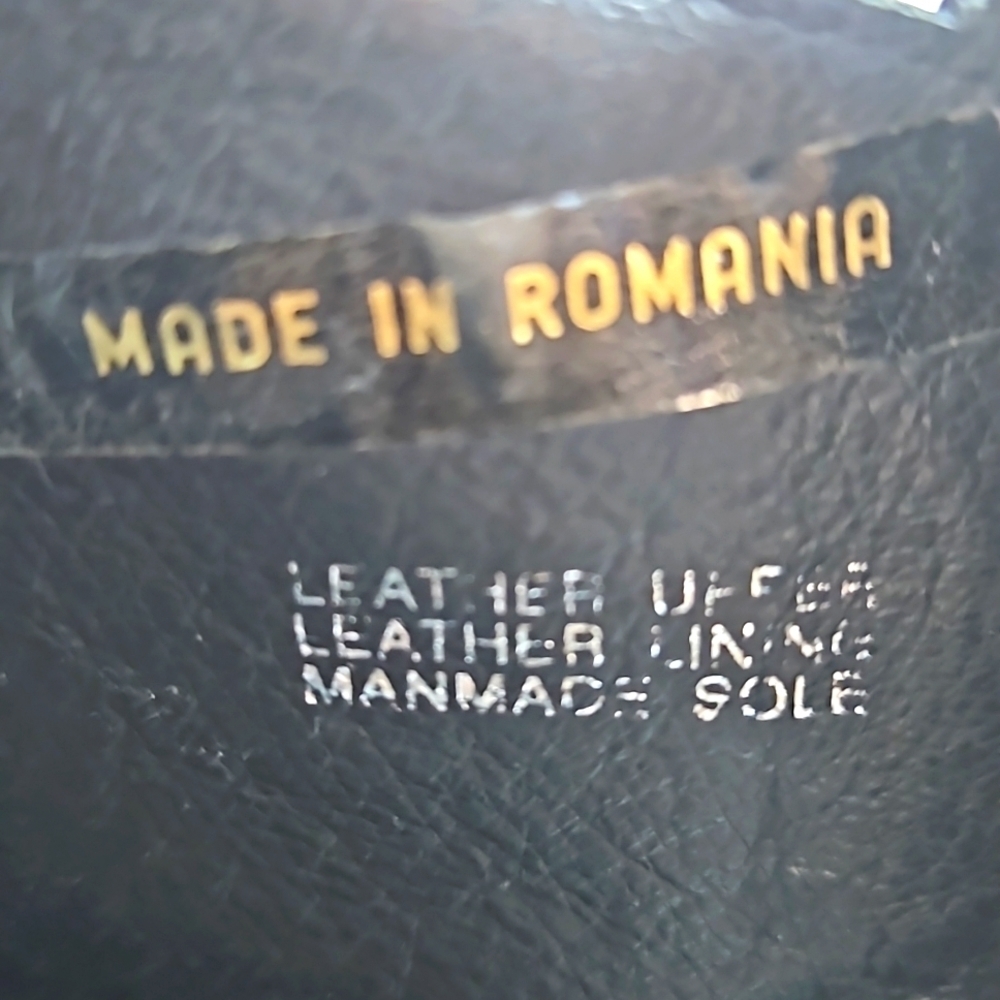 MADE IN ROMANIA
LEATHER UPPER
LEATHER LINING
MANMADE SOLE